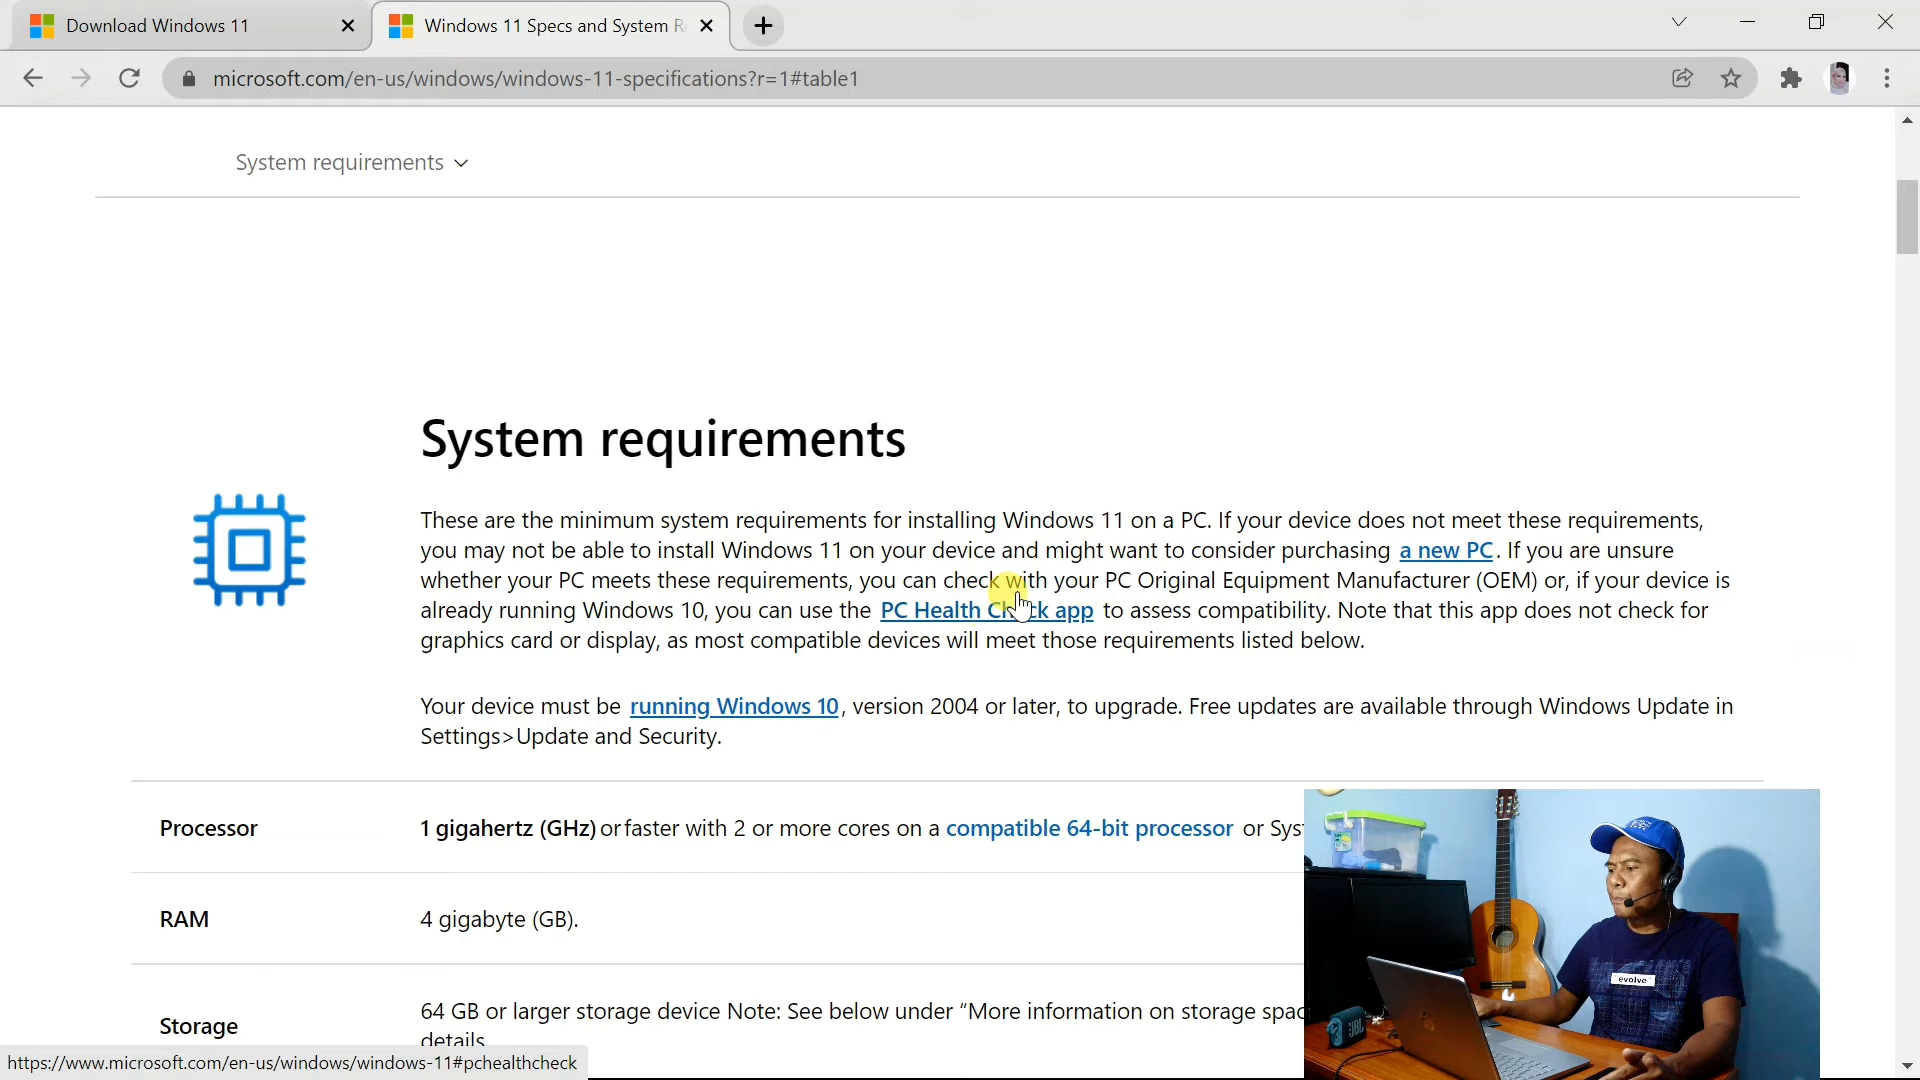 Download Windows 11
Windows 11 Specs and System R
microsoft.com/en-us/windows/windows-11-specifications?r=1#table1
System requirements
System requirements
These are the minimum system requirements for installing Windows 11 on a PC. If your device does not meet these requirements,
you may not be able to install Windows 11 on your device and might want to consider purchasing a new PC. If you are unsure
whether your PC meets these requirements, you can check with your PC Original Equipment Manufacturer (OEM) or, if your device is
already running Windows 10, you can use the PC Health Check app to assess compatibility. Note that this app does not check for
graphics card or display, as most compatible devices will meet those requirements listed below.
Your device must be running Windows 10, version 2004 or later, to upgrade. Free updates are available through Windows Update in
Settings>Update and Security.
Processor
1 gigahertz (GHz) or faster with 2 or more cores on a compatible 64-bit processor or Sys
RAM
4 gigabyte (GB).
Storage
64 GB or larger storage device Note: See below under “More information on storage spac
details.
https://www.microsoft.com/en-us/windows/windows-11#pchealthcheck
evolve
JBL